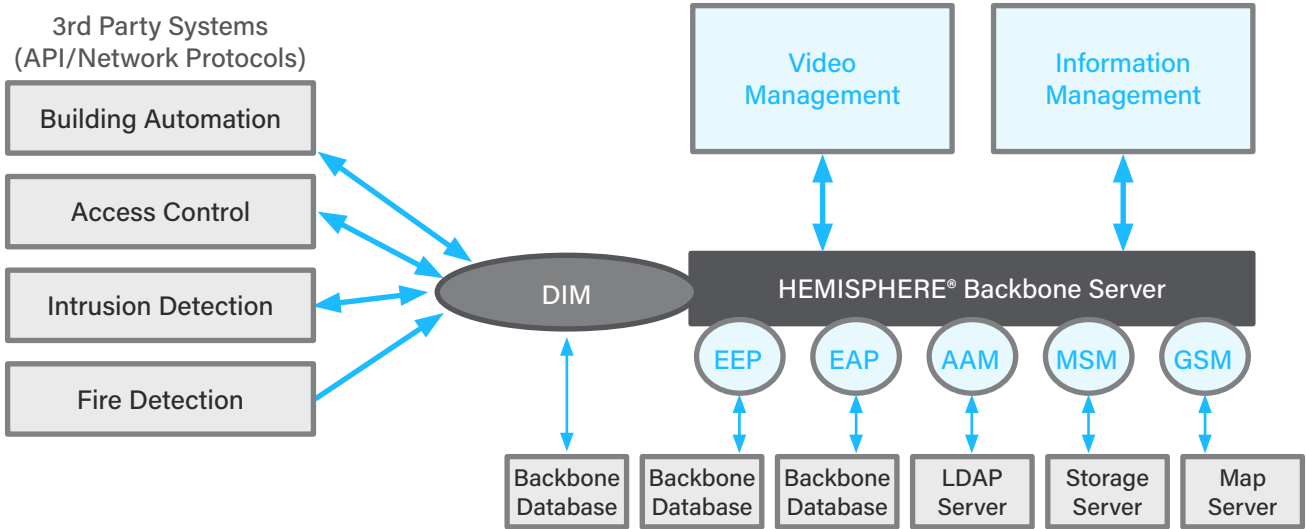 3rd Party Systems
(API/Network Protocols)
Building Automation
Access Control
Intrusion Detection
Fire Detection
Video
Management
Information
Management
DIM
HEMISPHERE® Backbone Server
EEP
EAP
AAM
MSM
GSM
Backbone
Database
Backbone
Database
Backbone
Database
LDAP
Server
Storage
Server
Map
Server